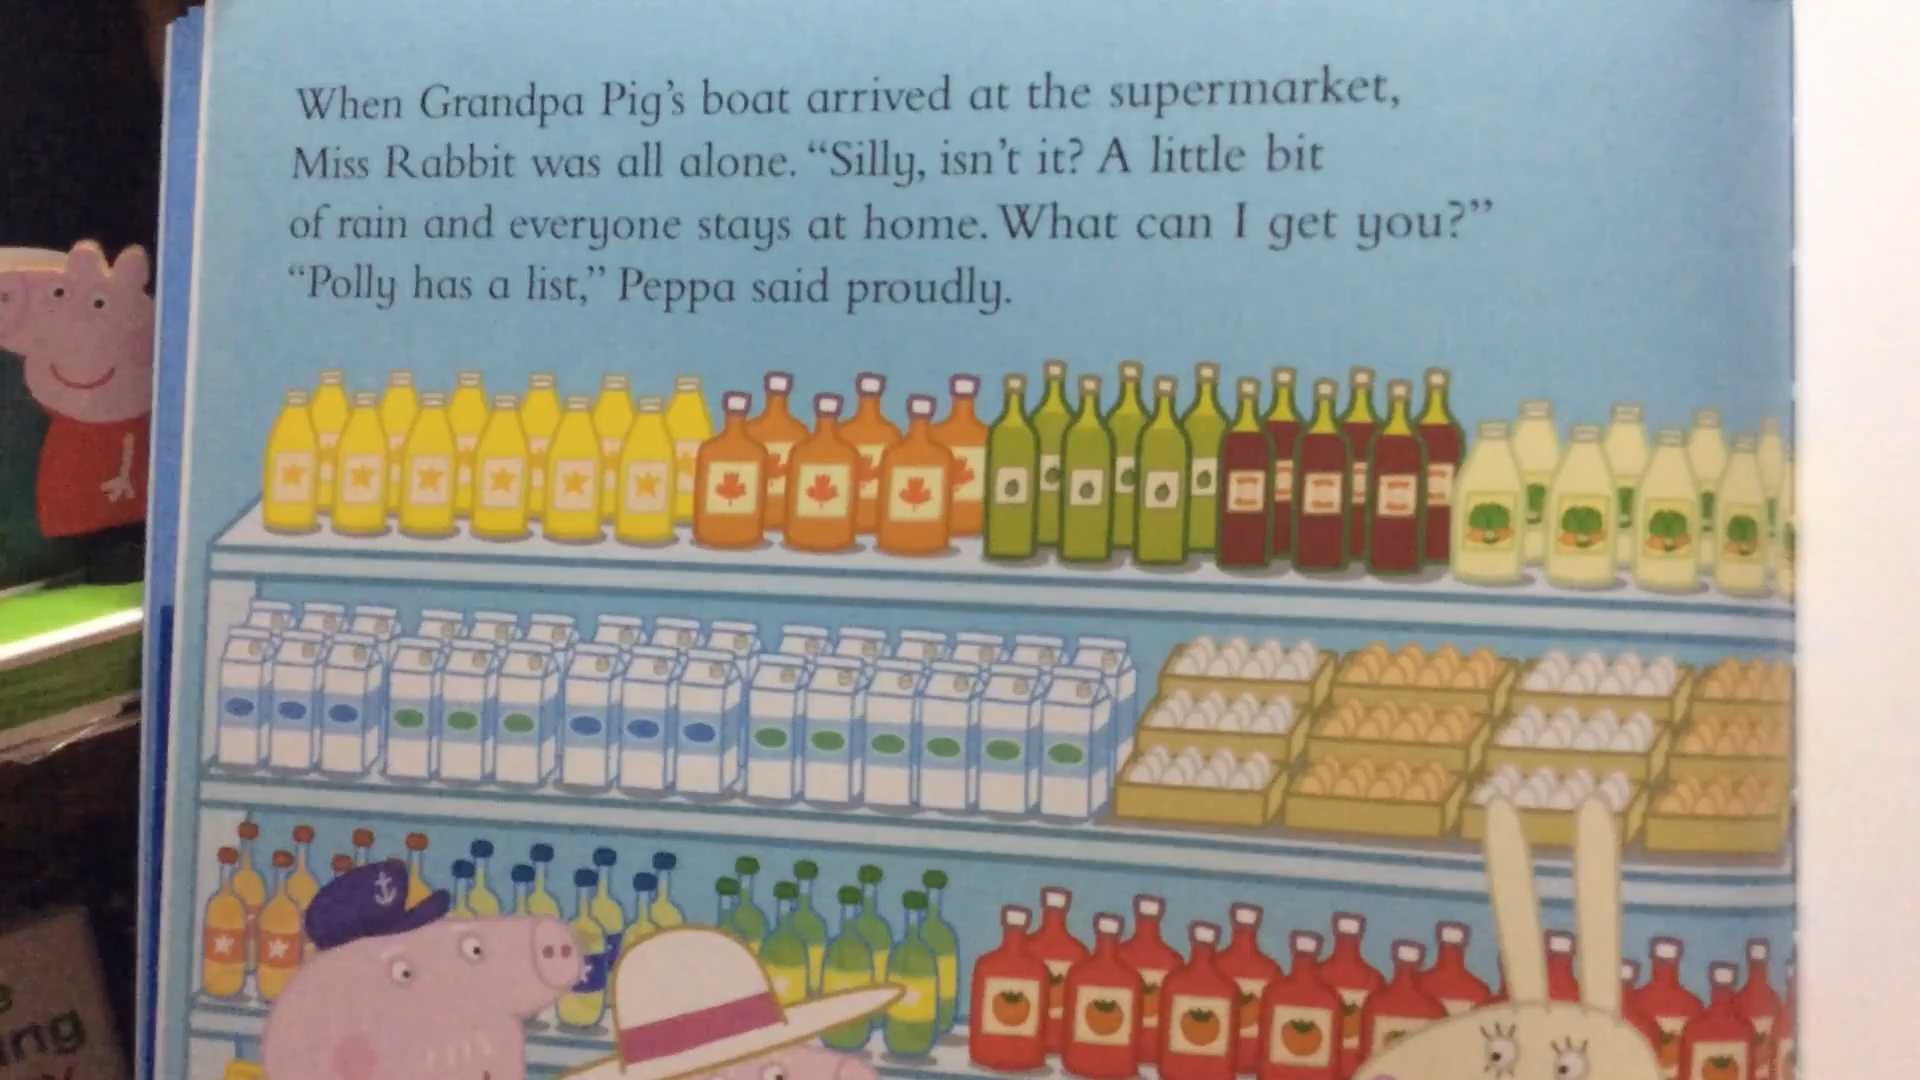 When Grandpa Pig's boat arrived at the supermarket,
Miss Rabbit was all alone. “Silly, isn't it? A little bit
of rain and everyone stays at home. What can I get you?”
“Polly has a list,” Peppa said proudly.